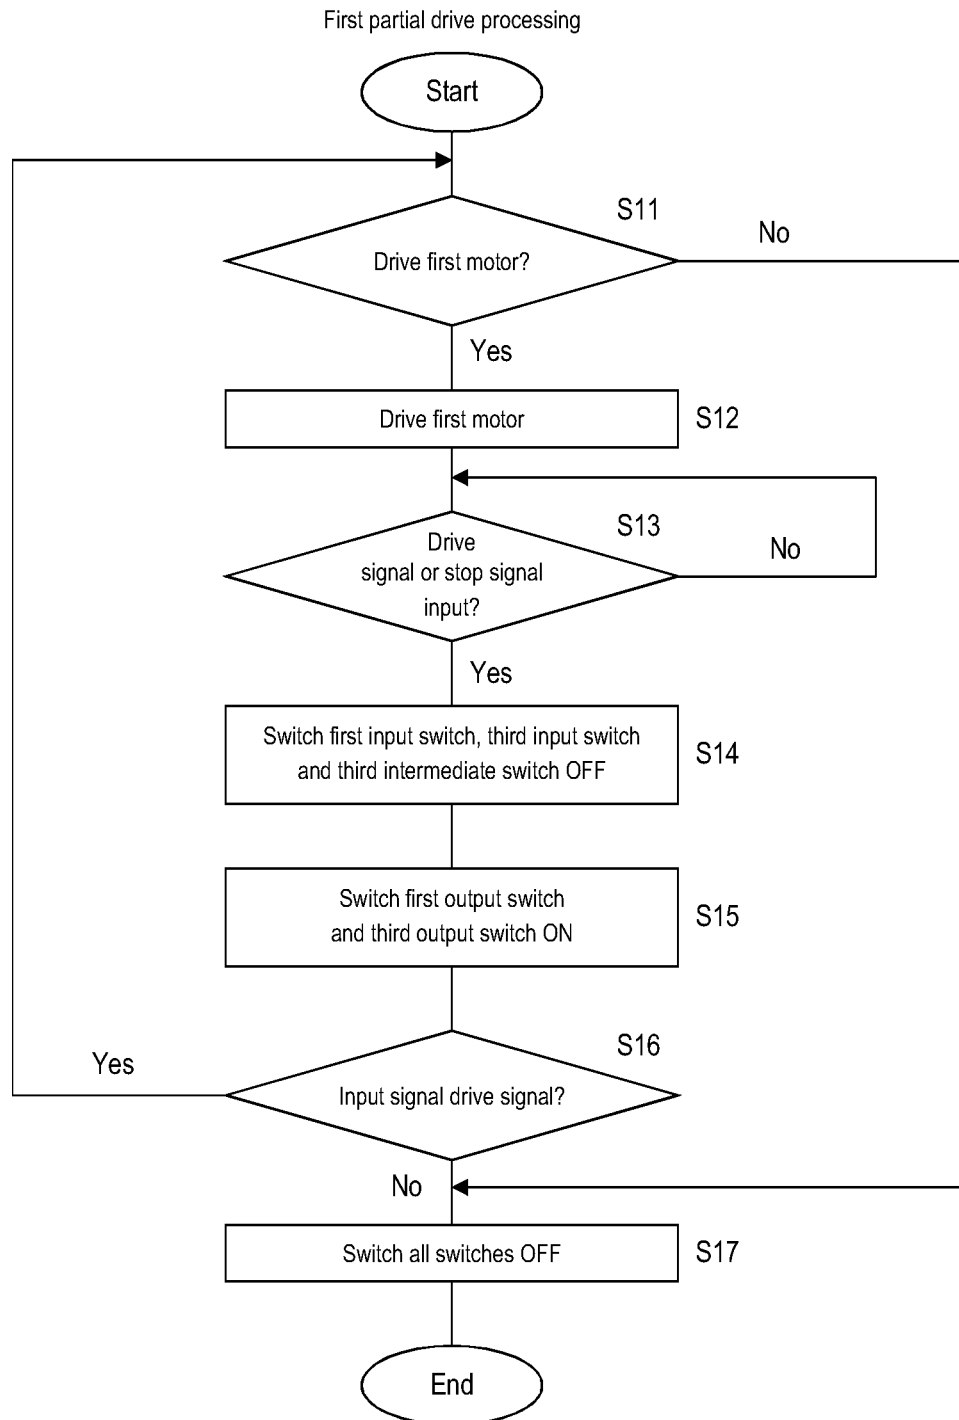 First partial drive processing
Start
S11
No
Drive first motor?
Yes
Drive first motor
S12
S13
Drive
signal or stop signal
input?
No
Yes
Switch first input switch, third input switch
and third intermediate switch OFF
S14
Switch first output switch
and third output switch ON
S15
S16
Yes
Input signal drive signal?
No
Switch all switches OFF
S17
End